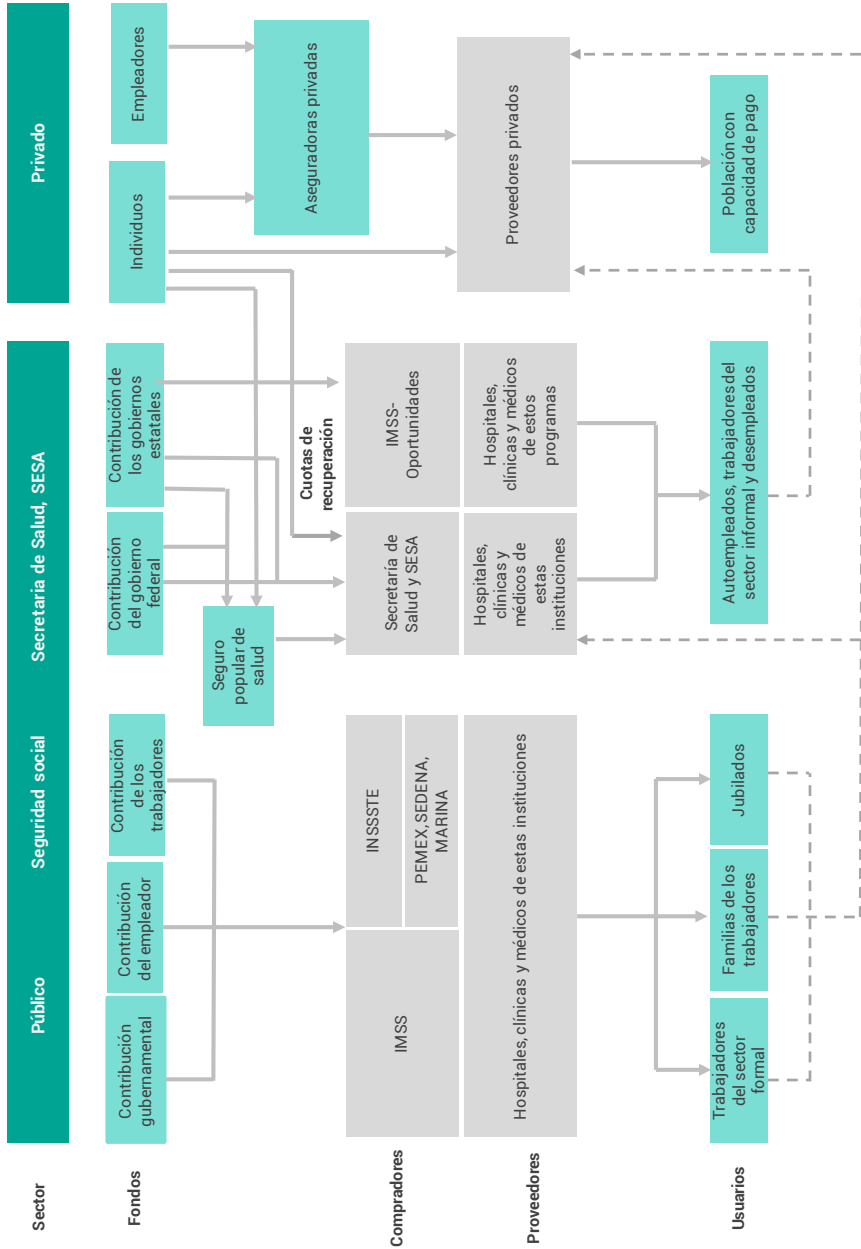 Sector
Público
Seguridad social
Secretaría de Salud, SESA
Privado
Fondos
Contribución
gubernamental
Contribución
del empleador
Contribución
de los
trabajadores
Contribución
del gobierno
federal
Contribución de
los gobiernos
estatales
Individuos
Empleadores
Seguro
popular de
salud
Aseguradoras privadas
Cuotas de
recuperación
Compradores
IMSS
INSSSTE
PEMEX, SEDENA,
MARINA
Secretaría de
Salud y SESA
IMSS-
Oportunidades
Proveedores
Hospitales, clínicas y médicos de estas instituciones
Hospitales,
clínicas y
médicos de
estas
instituciones
Hospitales,
clínicas y médicos
de estos
programas
Proveedores privados
Usuarios
Trabajadores
del sector
formal
Familias de los
trabajadores
Jubilados
Autoempleados, trabajadores del
sector informal y desempleados
Población con
capacidad de pago